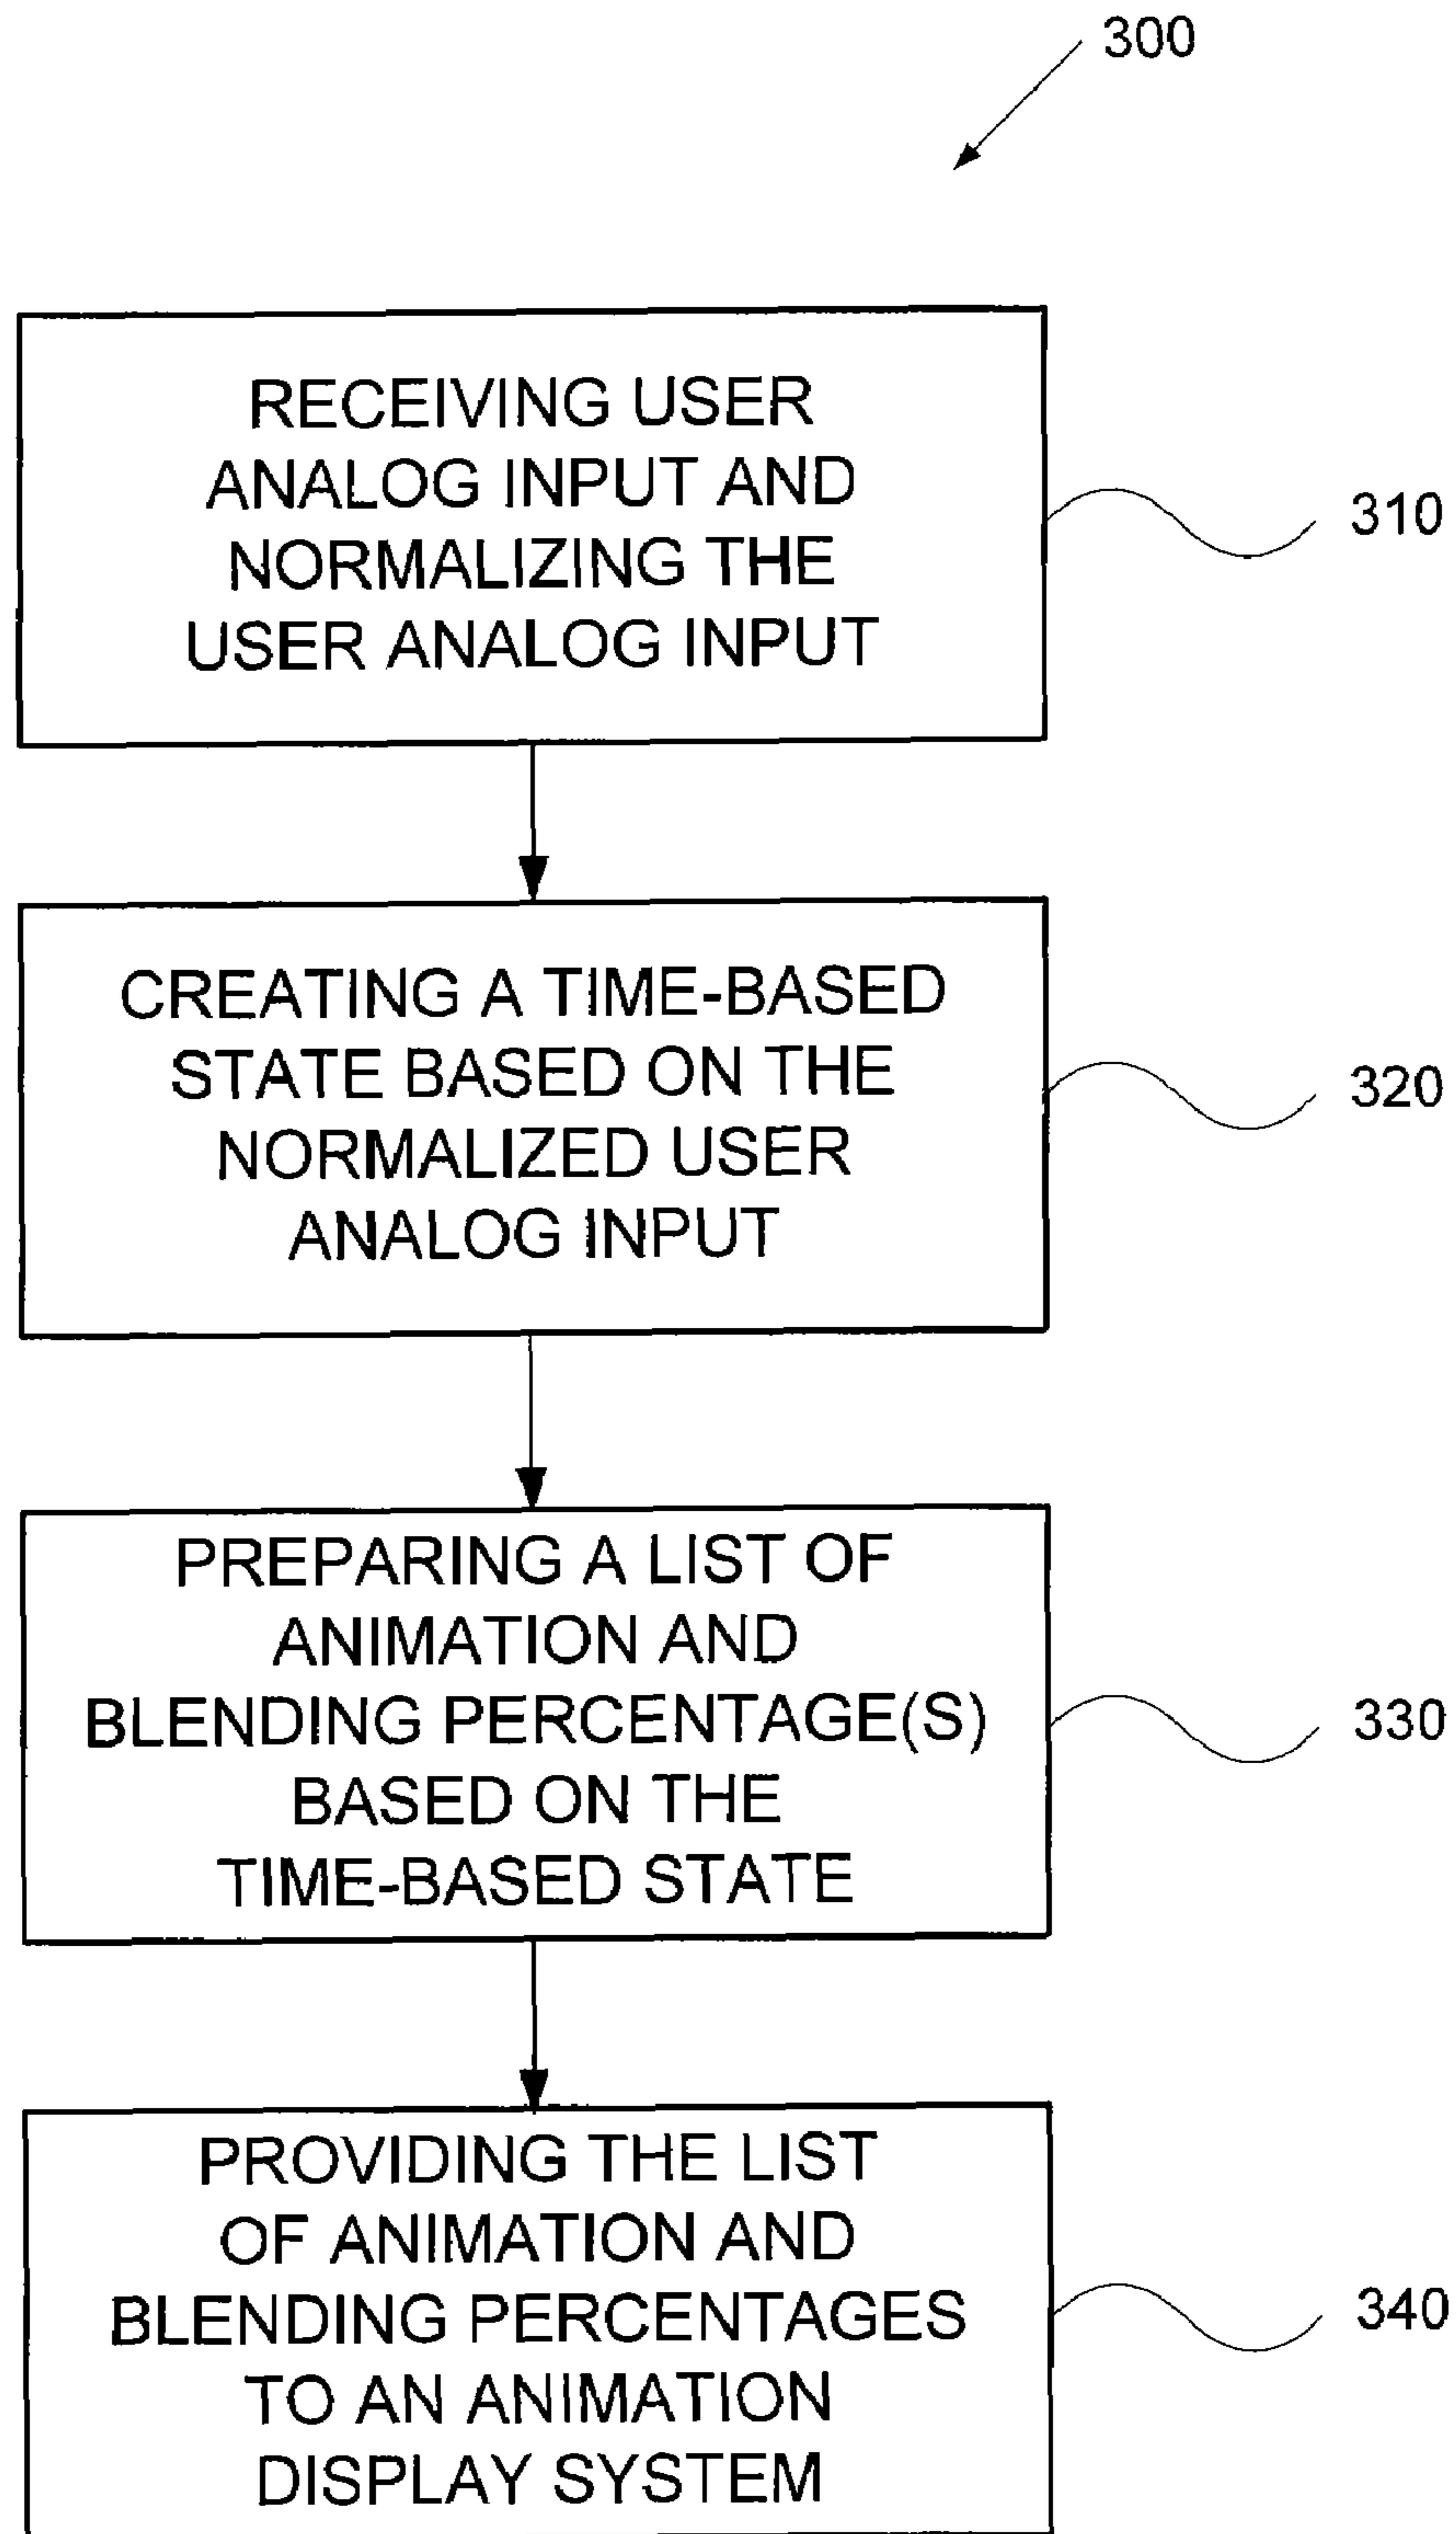 300
RECEIVING USER
ANALOG INPUT AND
NORMALIZING THE
USER ANALOG INPUT
310
CREATING A TIME-BASED
STATE BASED ON THE
NORMALIZED USER
ANALOG INPUT
320
PREPARING A LIST OF
ANIMATION AND
BLENDING PERCENTAGE(S)
BASED ON THE
TIME-BASED STATE
330
PROVIDING THE LIST
OF ANIMATION AND
BLENDING PERCENTAGES
TO AN ANIMATION
DISPLAY SYSTEM
340